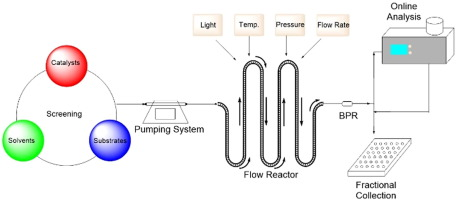 Online
Analysis
Light
Temp.
Pressure
Flow Rate
Catalysts
Screening
Solvents
Substrates
Pumping System
Flow Reactor
BPR
Fractional
Collection